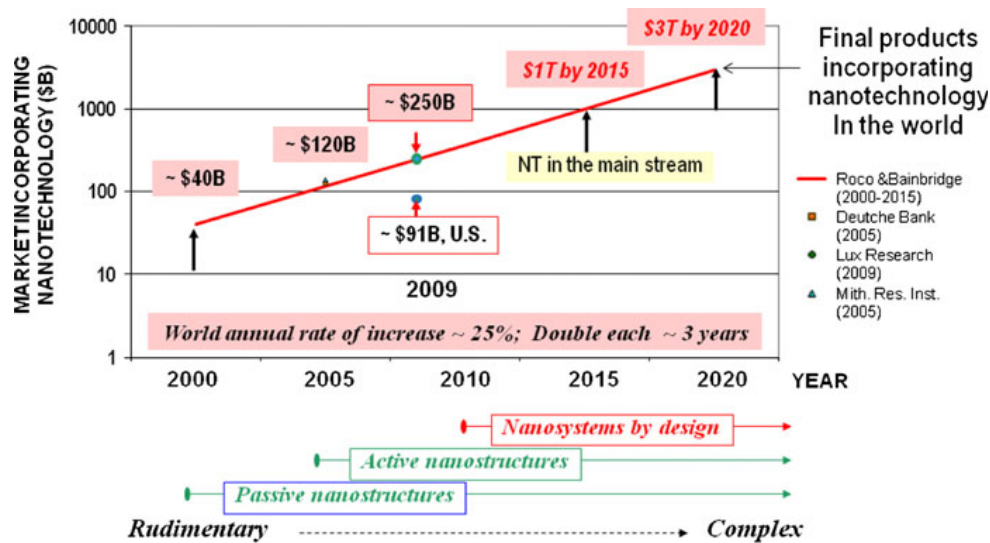 MARKETINCORPORATING
NANOTECHNOLOGY ($B)
10000
1000
100
10
1
~ $40B
~ $120B
~ $250B
~ $91B, U.S.
2009
$1T by 2015
$3T by 2020
NT in the main stream
World annual rate of increase ~ 25%; Double each ~ 3 years
2000
2005
2010
2015
2020
YEAR
Final products
incorporating
nanotechnology
In the world
Roco &Bainbridge
(2000-2015)
Deutche Bank
(2005)
Lux Research
(2009)
Mith. Res. Inst.
(2005)
Nanosystems by design
Active nanostructures
Passive nanostructures
Rudimentary
Complex